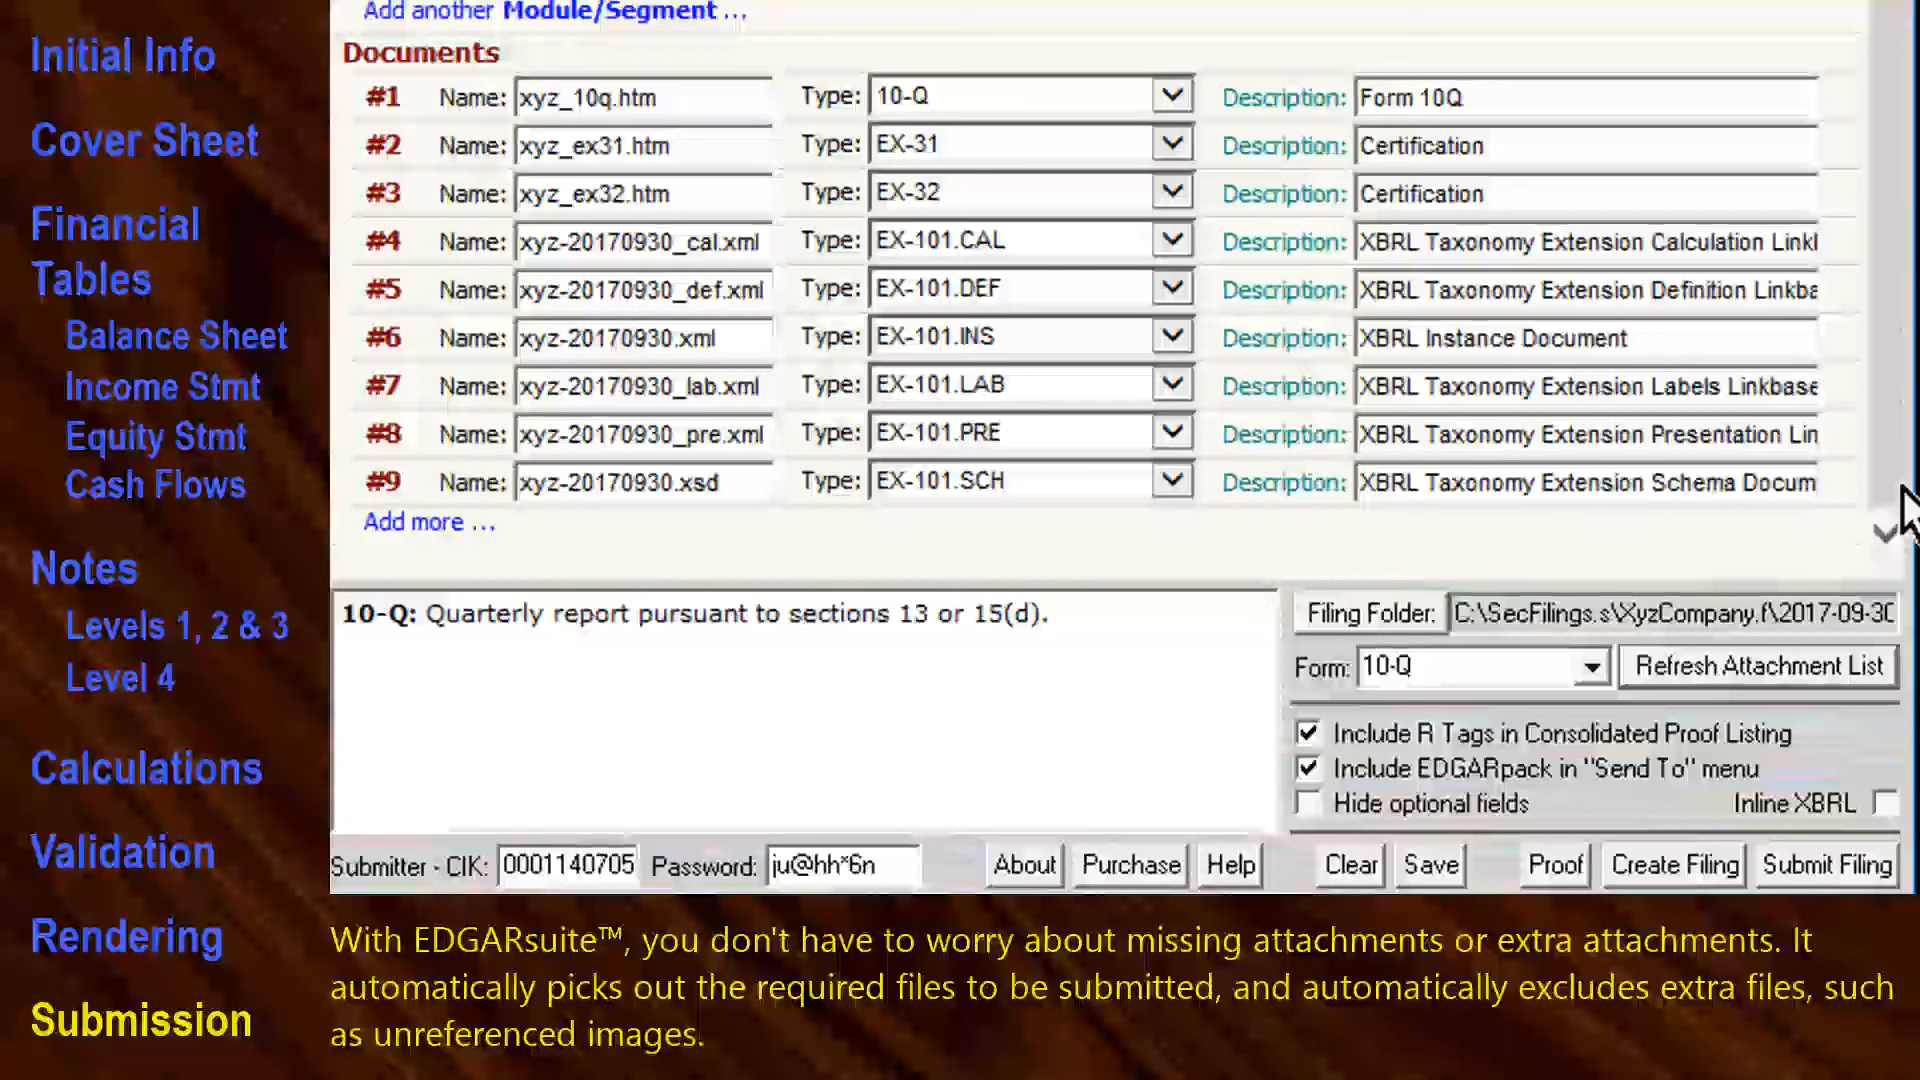 Initial Info
Cover Sheet
Financial
Tables
Balance Sheet
Income Stmt
Equity Stmt
Cash Flows
Notes
Levels 1, 2 & 3
Level 4
Calculations
Validation
Rendering
Submission
Add another Module/Segment ...
Documents
#1 Name: xyz_10q.htm Type: 10-Q Description: Form 10Q
#2 Name: xyz_ex31.htm Type: EX-31 Description: Certification
#3 Name: xyz_ex32.htm Type: EX-32 Description: Certification
#4 Name: xyz-20170930_cal.xml Type: EX-101.CAL Description: XBRL Taxonomy Extension Calculation Linkl
#5 Name: xyz-20170930_def.xml Type: EX-101.DEF Description: XBRL Taxonomy Extension Definition Linkba
#6 Name: xyz-20170930.xml Type: EX-101.INS Description: XBRL Instance Document
#7 Name: xyz-20170930_lab.xml Type: EX-101.LAB Description: XBRL Taxonomy Extension Labels Linkbase
#8 Name: xyz-20170930_pre.xml Type: EX-101.PRE Description: XBRL Taxonomy Extension Presentation Lin
#9 Name: xyz-20170930.xsd Type: EX-101.SCH Description: XBRL Taxonomy Extension Schema Docum
Add more ...
10-Q: Quarterly report pursuant to sections 13 or 15(d).
Filing Folder: C:\SecFilings.s\XyzCompany.f\2017-09-30
Form: 10-Q Refresh Attachment List
Include R Tags in Consolidated Proof Listing
Include EDGARpack in "Send To" menu
Hide optional fields Inline XBRL
Submitter - CIK: 0001140705 Password: ju@hh*6n About Purchase Help Clear Save Proof Create Filing Submit Filing
With EDGARsuite™, you don't have to worry about missing attachments or extra attachments. It
automatically picks out the required files to be submitted, and automatically excludes extra files, such
as unreferenced images.